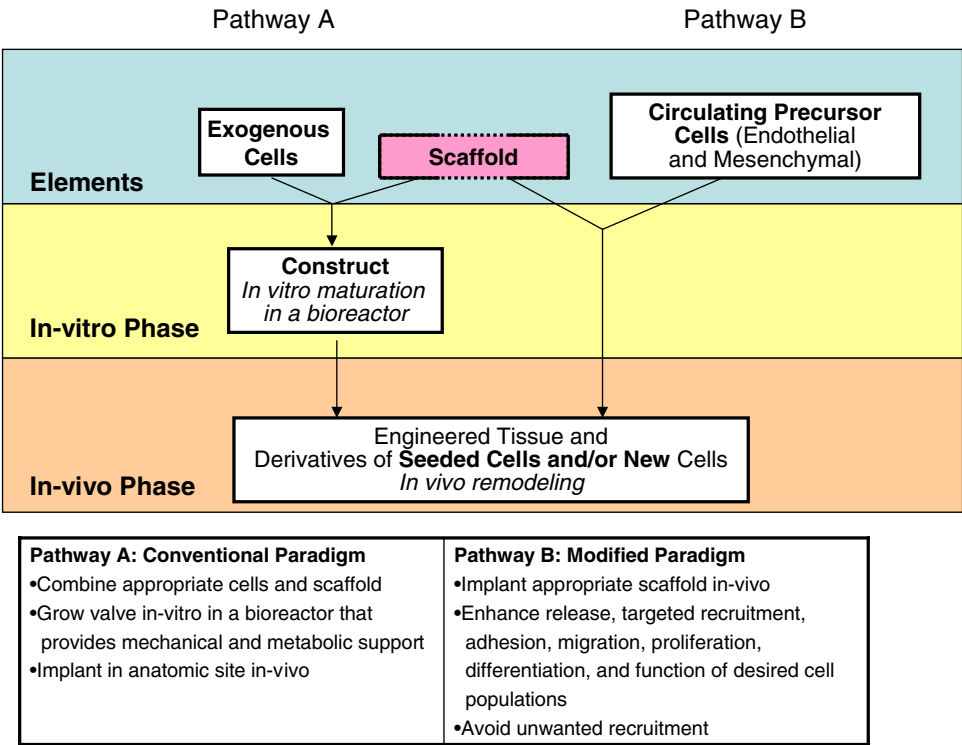 Pathway A
Pathway B
Exogenous
Cells
Scaffold
Circulating Precursor
Cells (Endothelial
and Mesenchymal)
Elements
Construct
In vitro maturation
in a bioreactor
In-vitro Phase
Engineered Tissue and
Derivatives of Seeded Cells and/or New Cells
In vivo remodeling
In-vivo Phase
Pathway A: Conventional Paradigm
•Combine appropriate cells and scaffold
•Grow valve in-vitro in a bioreactor that
provides mechanical and metabolic support
•Implant in anatomic site in-vivo
Pathway B: Modified Paradigm
•Implant appropriate scaffold in-vivo
•Enhance release, targeted recruitment,
adhesion, migration, proliferation,
differentiation, and function of desired cell
populations
•Avoid unwanted recruitment